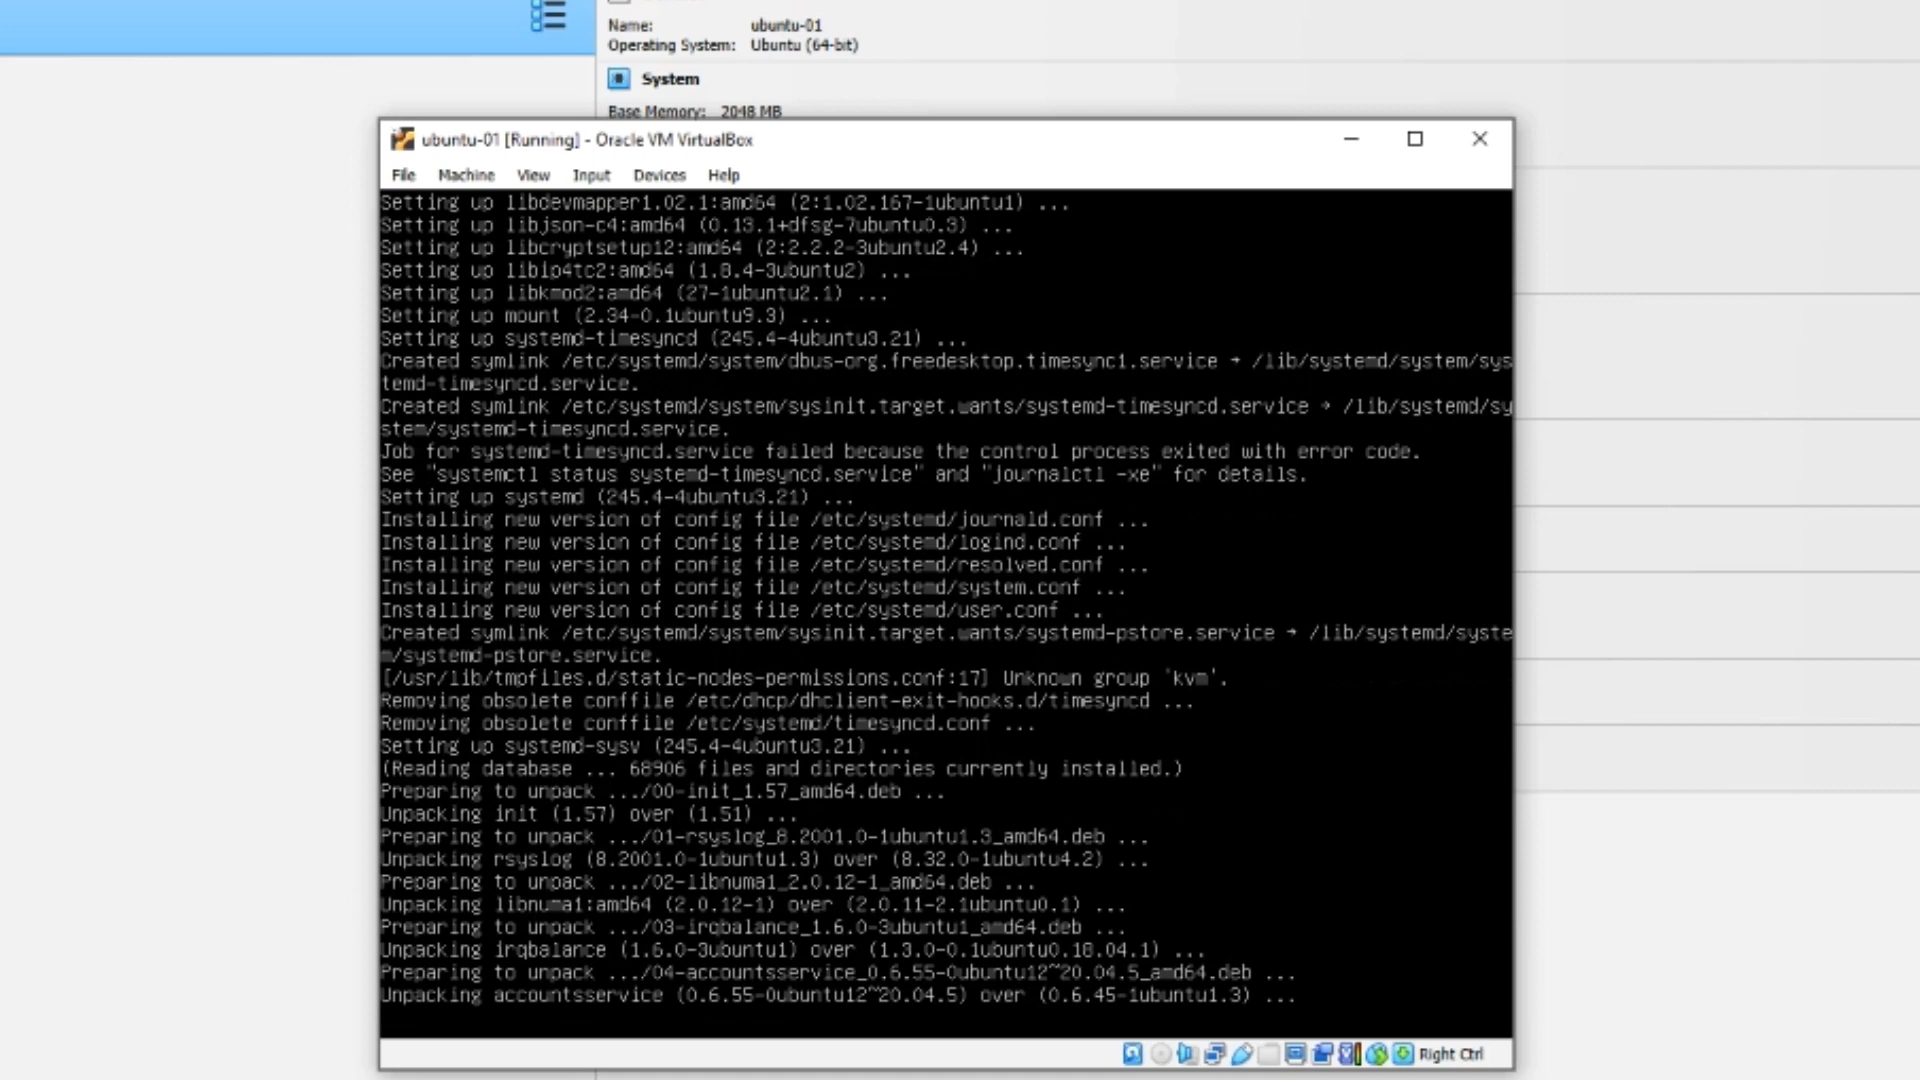 Name: ubuntu-01
Operating System: Ubuntu (64-bit)
System
Base Memory: 2048 MB
ubuntu-01 [Running] - Oracle VM VirtualBox
File Machine View Input Devices Help
Setting up libdevmapper1.02.1:amd64 (2:1.02.167-1ubuntu1) ...
Setting up libjson-c4:amd64 (0.13.1+dfsg-7ubuntu0.3) ...
Setting up libcryptsetup12:amd64 (2:2.2.2-3ubuntu2.4) ...
Setting up libip4tc2:amd64 (1.8.4-3ubuntu2) ...
Setting up libkmod2:amd64 (27-1ubuntu2.1) ...
Setting up mount (2.34-0.1ubuntu9.3) ...
Setting up systemd-timesyncd (245.4-4ubuntu3.21) ...
Created symlink /etc/systemd/system/dbus-org.freedesktop.timesync1.service → /lib/systemd/system/sys
temd-timesyncd.service.
Created symlink /etc/systemd/system/sysinit.target.wants/systemd-timesyncd.service → /lib/systemd/sy
stem/systemd-timesyncd.service.
Job for systemd-timesyncd.service failed because the control process exited with error code.
See "systemctl status systemd-timesyncd.service" and "journalctl -xe" for details.
Setting up systemd (245.4-4ubuntu3.21) ...
Installing new version of config file /etc/systemd/journald.conf ...
Installing new version of config file /etc/systemd/logind.conf ...
Installing new version of config file /etc/systemd/resolved.conf ...
Installing new version of config file /etc/systemd/system.conf ...
Installing new version of config file /etc/systemd/user.conf ...
Created symlink /etc/systemd/system/sysinit.target.wants/systemd-pstore.service → /lib/systemd/syste
m/systemd-pstore.service.
[/usr/lib/tmpfiles.d/static-nodes-permissions.conf:17] Unknown group 'kvm'.
Removing obsolete conffile /etc/dhcp/dhclient-exit-hooks.d/timesyncd ...
Removing obsolete conffile /etc/systemd/timesyncd.conf ...
Setting up systemd-sysv (245.4-4ubuntu3.21) ...
(Reading database ... 68906 files and directories currently installed.)
Preparing to unpack .../00-init_1.57_amd64.deb ...
Unpacking init (1.57) over (1.51) ...
Preparing to unpack .../01-rsyslog_8.2001.0-1ubuntu1.3_amd64.deb ...
Unpacking rsyslog (8.2001.0-1ubuntu1.3) over (8.32.0-1ubuntu4.2) ...
Preparing to unpack .../02-libnuma1_2.0.12-1_amd64.deb ...
Unpacking libnuma1:amd64 (2.0.12-1) over (2.0.11-2.1ubuntu0.1) ...
Preparing to unpack .../03-irqbalance_1.6.0-3ubuntu1_amd64.deb ...
Unpacking irqbalance (1.6.0-3ubuntu1) over (1.3.0-0.1ubuntu0.18.04.1) ...
Preparing to unpack .../04-accountsservice_0.6.55-0ubuntu12~20.04.5_amd64.deb ...
Unpacking accountsservice (0.6.55-0ubuntu12~20.04.5) over (0.6.45-1ubuntu1.3) ...
Right Ctrl